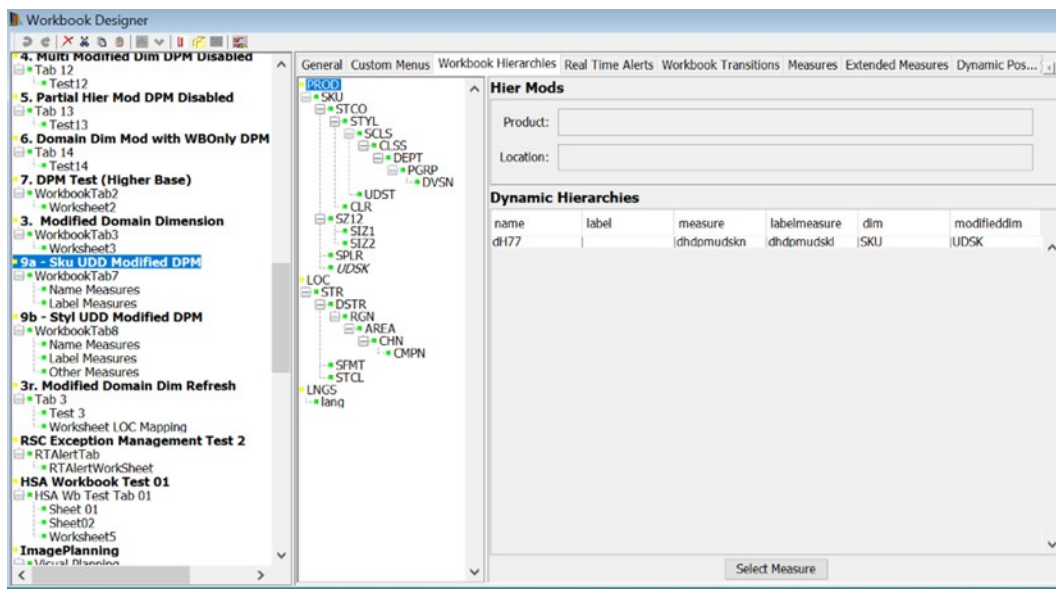 Workbook Designer
4. Multi Modified Dim DPM Disabled
Tab 12
Test12
5. Partial Hier Mod DPM Disabled
Tab 13
Test13
6. Domain Dim Mod with WBOnly DPM
Tab 14
Test14
7. DPM Test (Higher Base)
WorkbookTab2
Worksheet2
3. Modified Domain Dimension
WorkbookTab3
Worksheet3
9a - Sku UDD Modified DPM
WorkbookTab7
Name Measures
Label Measures
9b - Styl UDD Modified DPM
WorkbookTab8
Name Measures
Label Measures
Other Measures
3r. Modified Domain Dim Refresh
Tab 3
Test 3
Worksheet LOC Mapping
RSC Exception Management Test 2
RTAlertTab
RTAlertWorkSheet
HSA Workbook Test 01
HSA Wb Test Tab 01
Sheet 01
Sheet02
Worksheet5
ImagePlanning
Visual Planning
General Custom Menus Workbook Hierarchies Real Time Alerts Workbook Transitions Measures Extended Measures Dynamic Pos...
PROD
SKU
STCO
STYL
SCLS
CLSS
DEPT
PGRP
DVSN
UDST
CLR
SZ12
SIZ1
SIZ2
SPLR
UDSK
LOC
STR
DSTR
RGN
AREA
CHN
CMPN
SFMT
STCL
LNGS
lang
Hier Mods
Product:
Location:
Dynamic Hierarchies
name label measure labelmeasure dim modifieddim
dH77 dhdpmudskn dhdpmudskl SKU UDSK
Select Measure